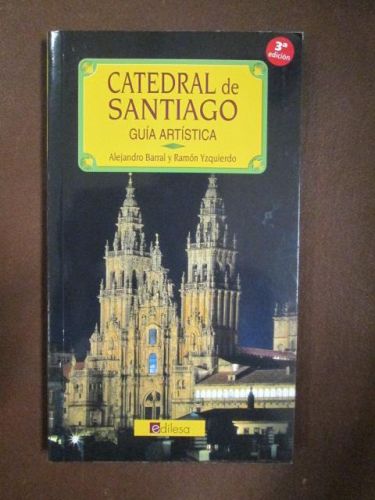 3ª
edición
CATEDRAL de
SANTIAGO
GUÍA ARTÍSTICA
Alejandro Barral y Ramón Yzquierdo
edilesa